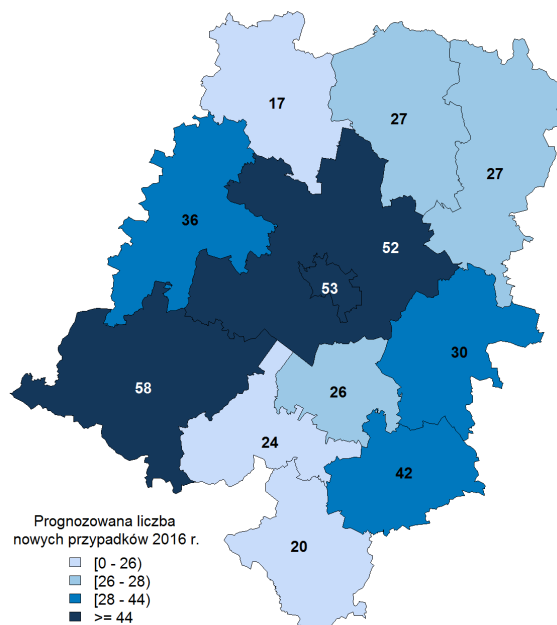 17
27
27
36
52
53
30
58
26
24
42
20
Prognozowana liczba
nowych przypadków 2016 r.
[0 - 26)
[26 - 28)
[28 - 44)
>= 44